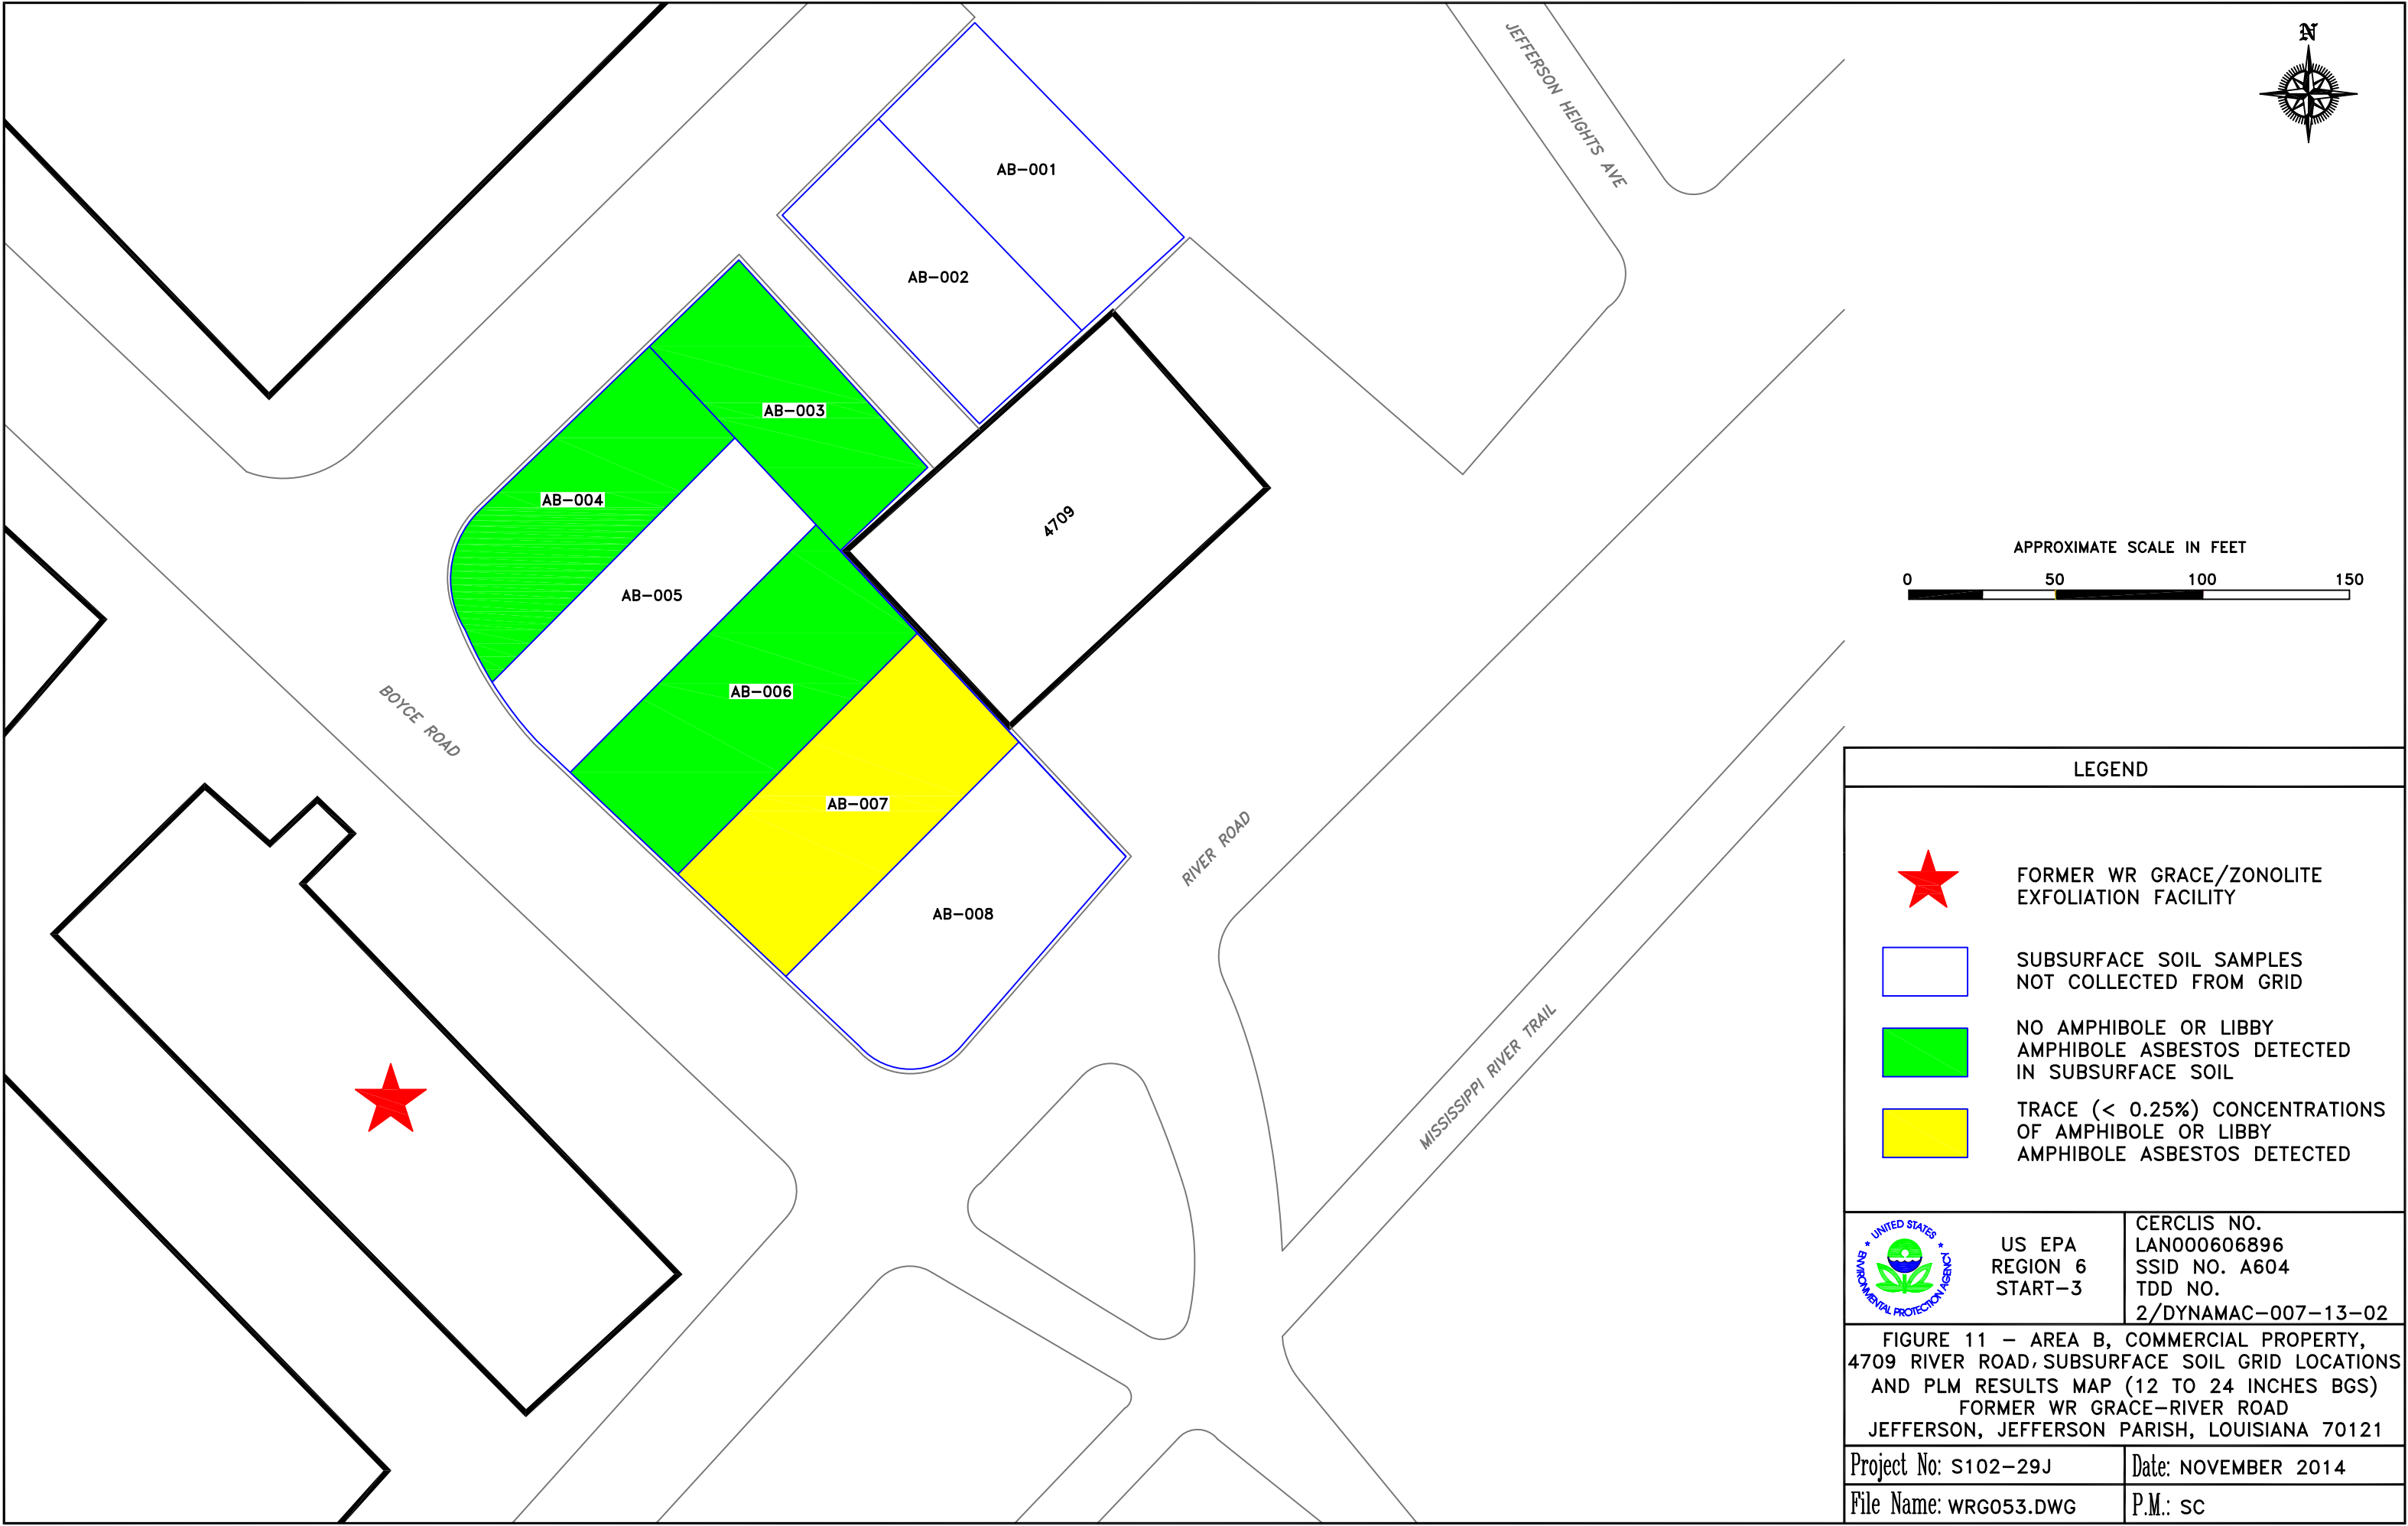 JEFFERSON HEIGHTS AVE
N
AB-001
AB-002
AB-003
AB-004
4709
AB-005
AB-006
BOYCE ROAD
AB-007
RIVER ROAD
AB-008
MISSISSIPPI RIVER TRAIL
APPROXIMATE SCALE IN FEET
0 50 100 150
LEGEND
FORMER WR GRACE/ZONOLITE
EXFOLIATION FACILITY
SUBSURFACE SOIL SAMPLES
NOT COLLECTED FROM GRID
NO AMPHIBOLE OR LIBBY
AMPHIBOLE ASBESTOS DETECTED
IN SUBSURFACE SOIL
TRACE (< 0.25%) CONCENTRATIONS
OF AMPHIBOLE OR LIBBY
AMPHIBOLE ASBESTOS DETECTED
★ UNITED STATES ★
ENVIRONMENTAL PROTECTION AGENCY
US EPA
REGION 6
START-3
CERCLIS NO.
LAN000606896
SSID NO. A604
TDD NO.
2/DYNAMAC-007-13-02
FIGURE 11 - AREA B, COMMERCIAL PROPERTY,
4709 RIVER ROAD, SUBSURFACE SOIL GRID LOCATIONS
AND PLM RESULTS MAP (12 TO 24 INCHES BGS)
FORMER WR GRACE-RIVER ROAD
JEFFERSON, JEFFERSON PARISH, LOUISIANA 70121
Project No: S102-29J
Date: NOVEMBER 2014
File Name: WRG053.DWG
P.M.: SC